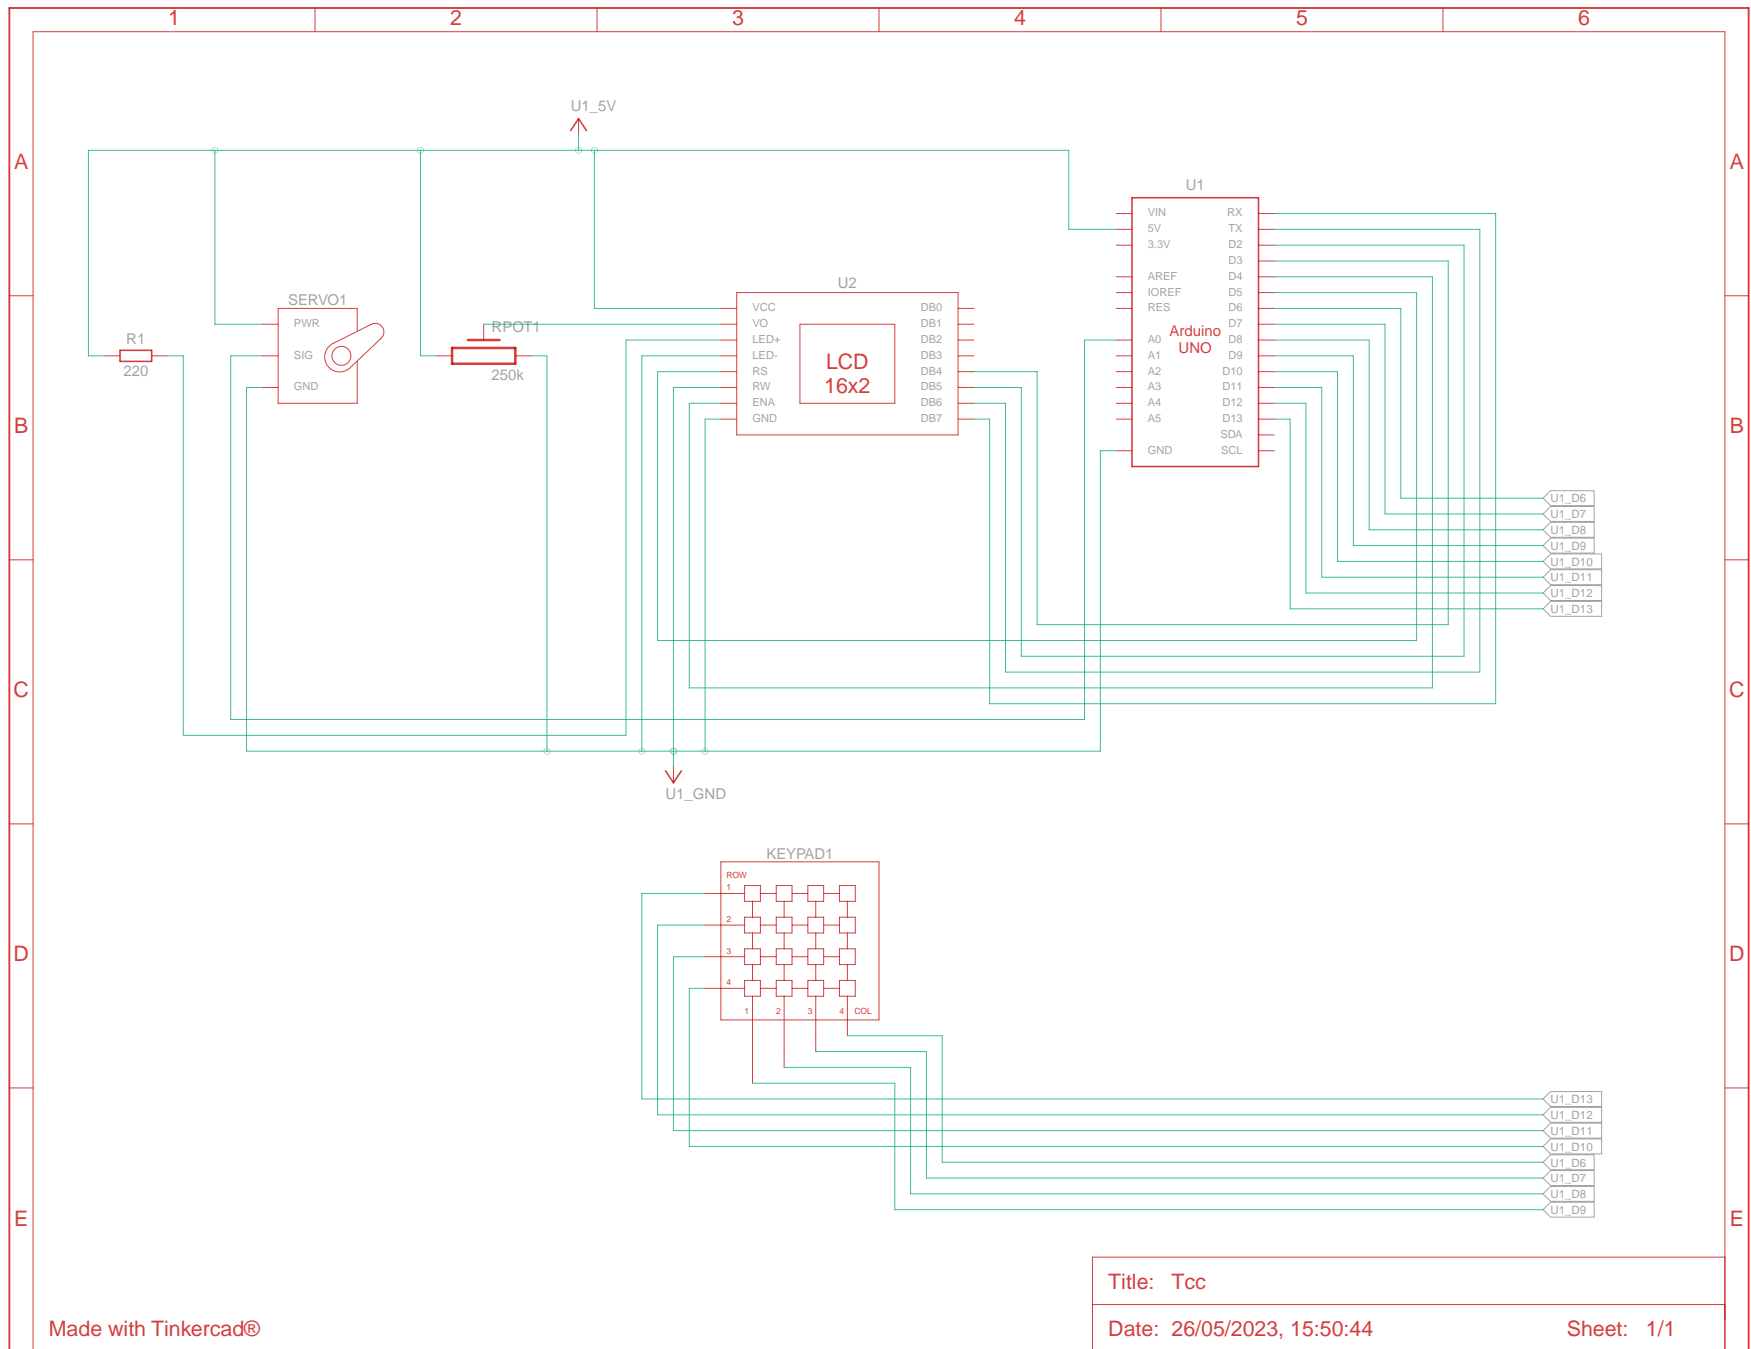 1 2 3 4 5 6
U1_5V
A A
U1
VIN RX
5V TX
3.3V D2
D3
AREF D4
IOREF D5
RES D6
D7
A0 D8
A1 D9
A2 D10
A3 D11
A4 D12
A5 D13
SDA
GND SCL
Arduino
UNO
U2
VCC DB0
VO DB1
LED+ DB2
LED- DB3
RS DB4
RW DB5
ENA DB6
GND DB7
LCD
16x2
SERVO1
PWR
SIG
GND
R1
220
RPOT1
250k
B B
U1_D6
U1_D7
U1_D8
U1_D9
U1_D10
U1_D11
U1_D12
U1_D13
C C
U1_GND
KEYPAD1
ROW
1
2
3
4
1 2 3 4 COL
D D
U1_D13
U1_D12
U1_D11
U1_D10
U1_D6
U1_D7
U1_D8
U1_D9
E E
Title: Tcc
Made with Tinkercad®
Date: 26/05/2023, 15:50:44 Sheet: 1/1